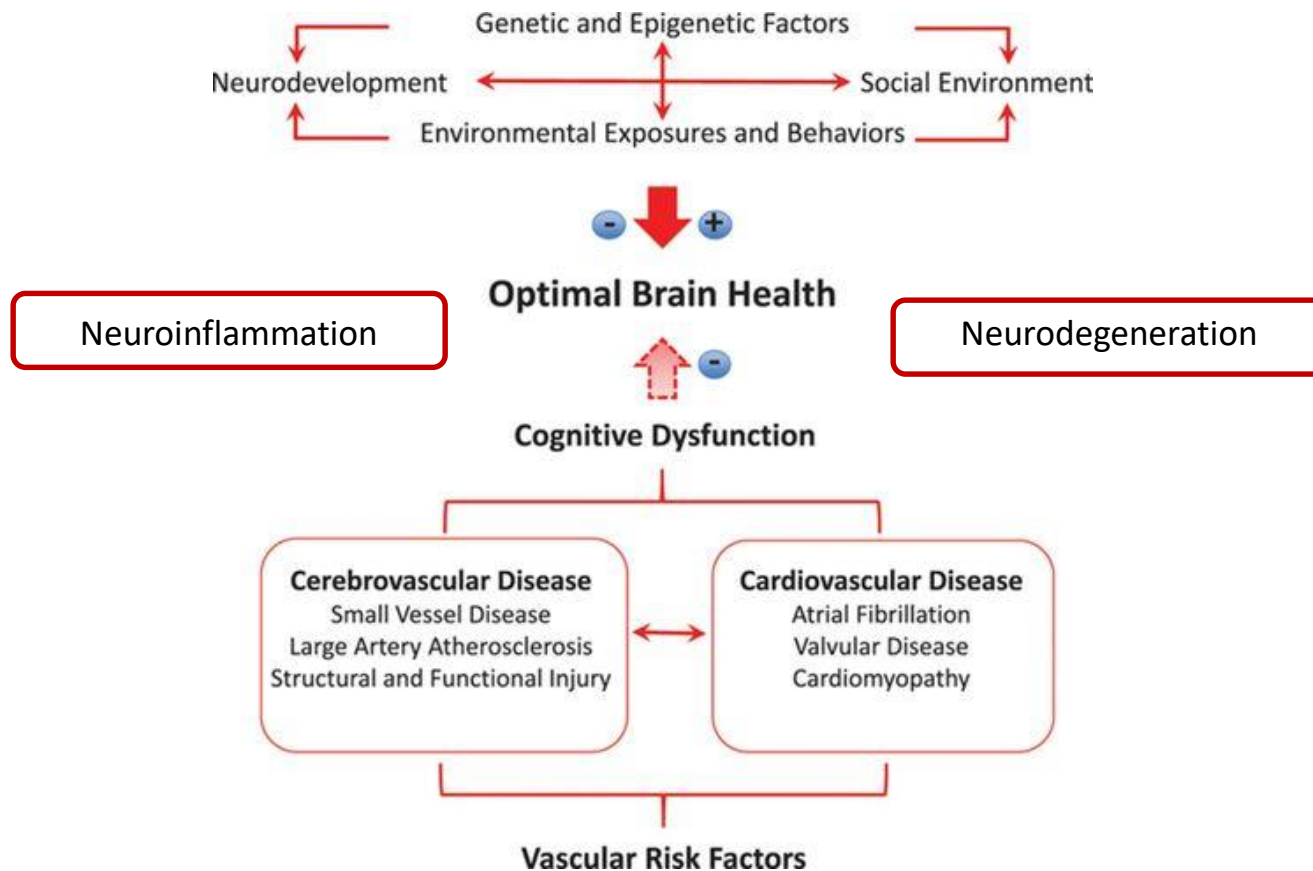 Genetic and Epigenetic Factors
Neurodevelopment
Social Environment
Environmental Exposures and Behaviors
- +
Optimal Brain Health
Neuroinflammation
Neurodegeneration
-
Cognitive Dysfunction
Cerebrovascular Disease
Small Vessel Disease
Large Artery Atherosclerosis
Structural and Functional Injury
Cardiovascular Disease
Atrial Fibrillation
Valvular Disease
Cardiomyopathy
Vascular Risk Factors